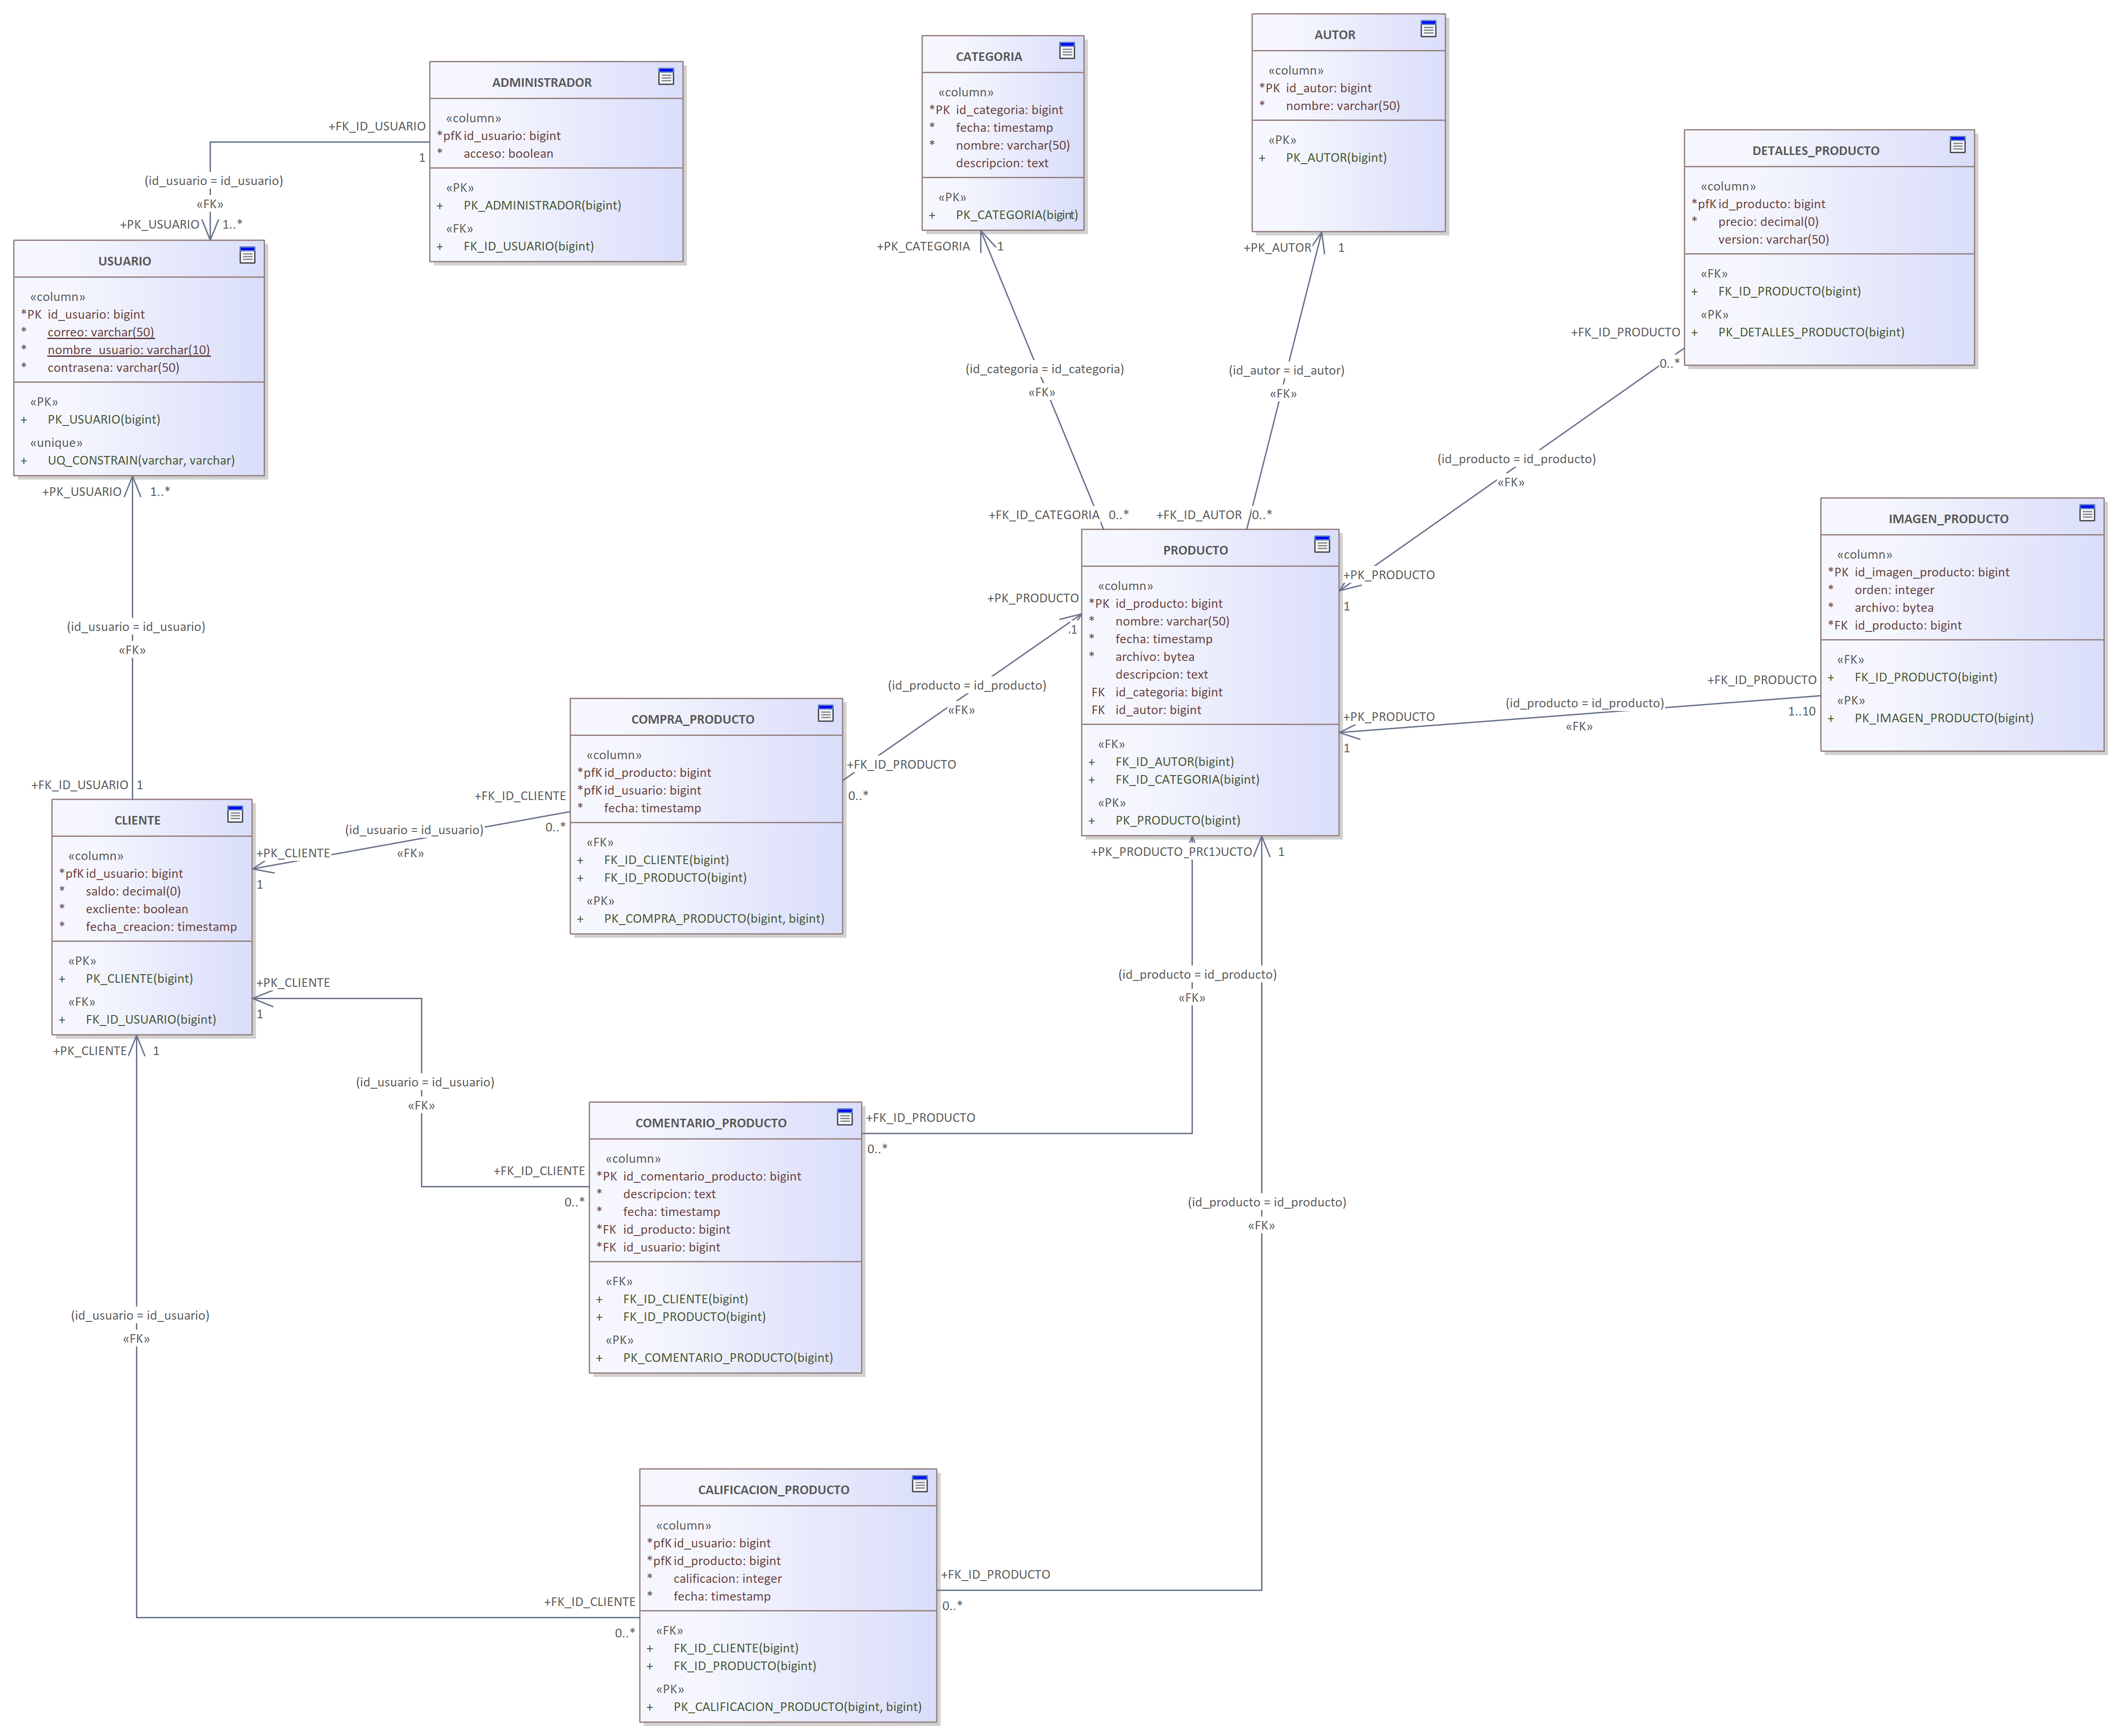 ADMINISTRADOR
«column»
*pfK id_usuario: bigint
* acceso: boolean
«PK»
+ PK_ADMINISTRADOR(bigint)
«FK»
+ FK_ID_USUARIO(bigint)
CATEGORIA
«column»
*PK id_categoria: bigint
* fecha: timestamp
* nombre: varchar(50)
descripcion: text
«PK»
+ PK_CATEGORIA(bigint)
AUTOR
«column»
*PK id_autor: bigint
* nombre: varchar(50)
«PK»
+ PK_AUTOR(bigint)
DETALLES_PRODUCTO
«column»
*pfK id_producto: bigint
* precio: decimal(0)
version: varchar(50)
«FK»
+ FK_ID_PRODUCTO(bigint)
«PK»
+ PK_DETALLES_PRODUCTO(bigint)
+FK_ID_USUARIO
1
(id_usuario = id_usuario)
«FK»
+PK_USUARIO 1..*
USUARIO
«column»
*PK id_usuario: bigint
* correo: varchar(50)
* nombre_usuario: varchar(10)
* contrasena: varchar(50)
«PK»
+ PK_USUARIO(bigint)
«unique»
+ UQ_CONSTRAIN(varchar, varchar)
+PK_USUARIO 1..*
(id_usuario = id_usuario)
«FK»
+FK_ID_USUARIO 1
+PK_CATEGORIA 1
(id_categoria = id_categoria)
«FK»
+FK_ID_CATEGORIA 0..*
+PK_AUTOR 1
(id_autor = id_autor)
«FK»
+FK_ID_AUTOR 0..*
+FK_ID_PRODUCTO
0..*
(id_producto = id_producto)
«FK»
+PK_PRODUCTO
1
PRODUCTO
«column»
*PK id_producto: bigint
* nombre: varchar(50)
* fecha: timestamp
* archivo: bytea
descripcion: text
FK id_categoria: bigint
FK id_autor: bigint
«FK»
+ FK_ID_AUTOR(bigint)
+ FK_ID_CATEGORIA(bigint)
«PK»
+ PK_PRODUCTO(bigint)
IMAGEN_PRODUCTO
«column»
*PK id_imagen_producto: bigint
* orden: integer
* archivo: bytea
*FK id_producto: bigint
«FK»
+ FK_ID_PRODUCTO(bigint)
«PK»
+ PK_IMAGEN_PRODUCTO(bigint)
+FK_ID_PRODUCTO
1..10
(id_producto = id_producto)
«FK»
+PK_PRODUCTO
1
+PK_PRODUCTO
.1
(id_producto = id_producto)
«FK»
+FK_ID_PRODUCTO
0..*
COMPRA_PRODUCTO
«column»
*pfK id_producto: bigint
*pfK id_usuario: bigint
* fecha: timestamp
«FK»
+ FK_ID_CLIENTE(bigint)
+ FK_ID_PRODUCTO(bigint)
«PK»
+ PK_COMPRA_PRODUCTO(bigint, bigint)
+FK_ID_CLIENTE
0..*
(id_usuario = id_usuario)
«FK»
+PK_CLIENTE
1
CLIENTE
«column»
*pfK id_usuario: bigint
* saldo: decimal(0)
* excliente: boolean
* fecha_creacion: timestamp
«PK»
+ PK_CLIENTE(bigint)
«FK»
+ FK_ID_USUARIO(bigint)
+PK_CLIENTE
1
(id_usuario = id_usuario)
«FK»
+FK_ID_CLIENTE
0..*
+PK_CLIENTE 1
(id_usuario = id_usuario)
«FK»
+FK_ID_CLIENTE
0..*
+PK_PRODUCTO 1
(id_producto = id_producto)
«FK»
(id_producto = id_producto)
«FK»
COMENTARIO_PRODUCTO
«column»
*PK id_comentario_producto: bigint
* descripcion: text
* fecha: timestamp
*FK id_producto: bigint
*FK id_usuario: bigint
«FK»
+ FK_ID_CLIENTE(bigint)
+ FK_ID_PRODUCTO(bigint)
«PK»
+ PK_COMENTARIO_PRODUCTO(bigint)
+FK_ID_PRODUCTO
0..*
CALIFICACION_PRODUCTO
«column»
*pfK id_usuario: bigint
*pfK id_producto: bigint
* calificacion: integer
* fecha: timestamp
«FK»
+ FK_ID_CLIENTE(bigint)
+ FK_ID_PRODUCTO(bigint)
«PK»
+ PK_CALIFICACION_PRODUCTO(bigint, bigint)
+FK_ID_PRODUCTO
0..*